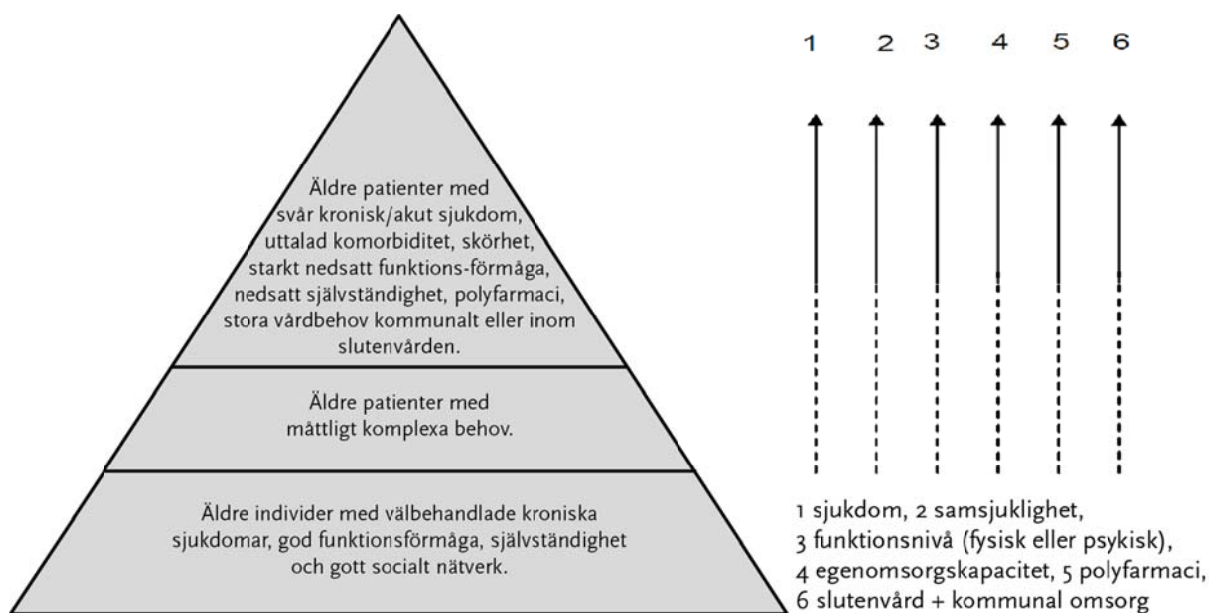 1 2 3 4 5 6
Äldre patienter med
svår kronisk/akut sjukdom,
uttalad komorbiditet, skörhet,
starkt nedsatt funktions-förmåga,
nedsatt självständighet, polyfarmaci,
stora vårdbehov kommunalt eller inom
slutenvården.
Äldre patienter med
måttligt komplexa behov.
Äldre individer med välbehandlade kroniska
sjukdomar, god funktionsförmåga, självständighet
och gott socialt nätverk.
1 sjukdom, 2 samsjuklighet,
3 funktionsnivå (fysisk eller psykisk),
4 egenomsorgskapacitet, 5 polyfarmaci,
6 slutenvård + kommunal omsorg